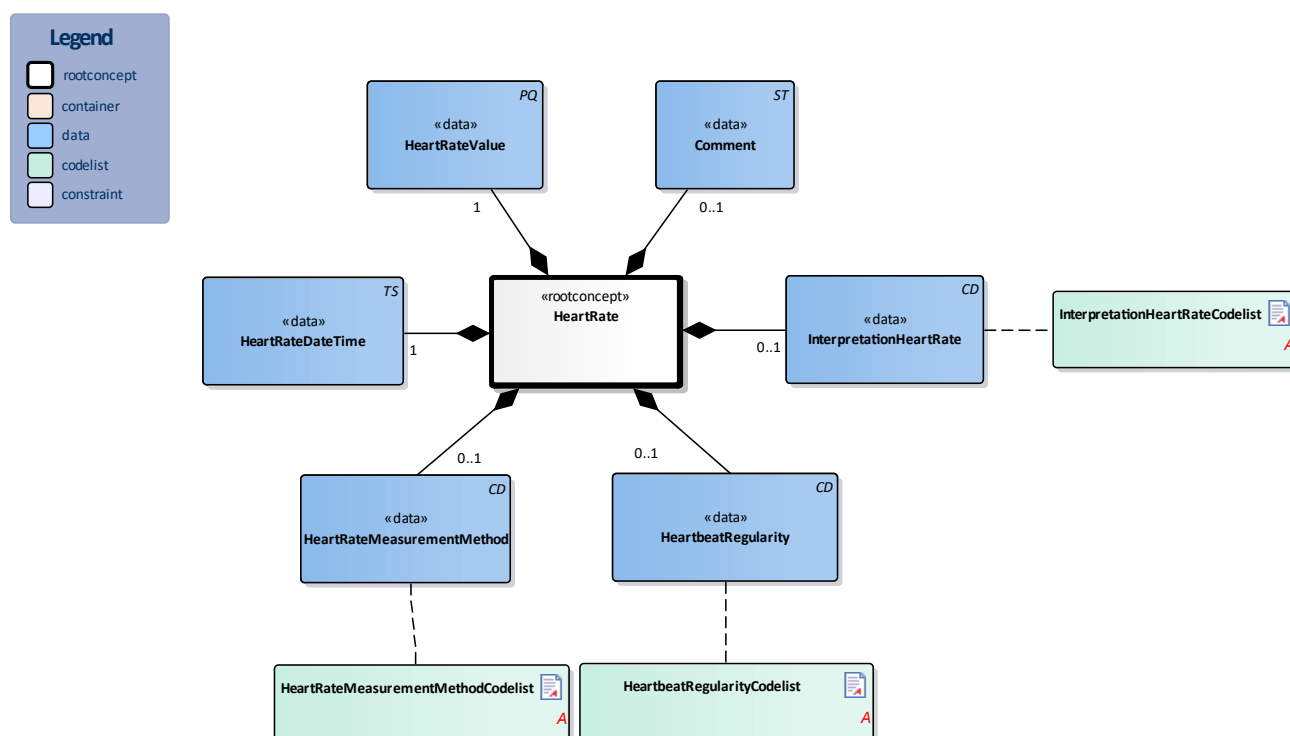 Legend
rootconcept
container
data
codelist
constraint
PQ
«data»
HeartRateValue
ST
«data»
Comment
1
0..1
TS
«data»
HeartRateDateTime
1
«rootconcept»
HeartRate
CD
«data»
InterpretationHeartRate
0..1
InterpretationHeartRateCodelist
A
0..1
0..1
CD
«data»
HeartRateMeasurementMethod
CD
«data»
HeartbeatRegularity
HeartRateMeasurementMethodCodelist
A
HeartbeatRegularityCodelist
A